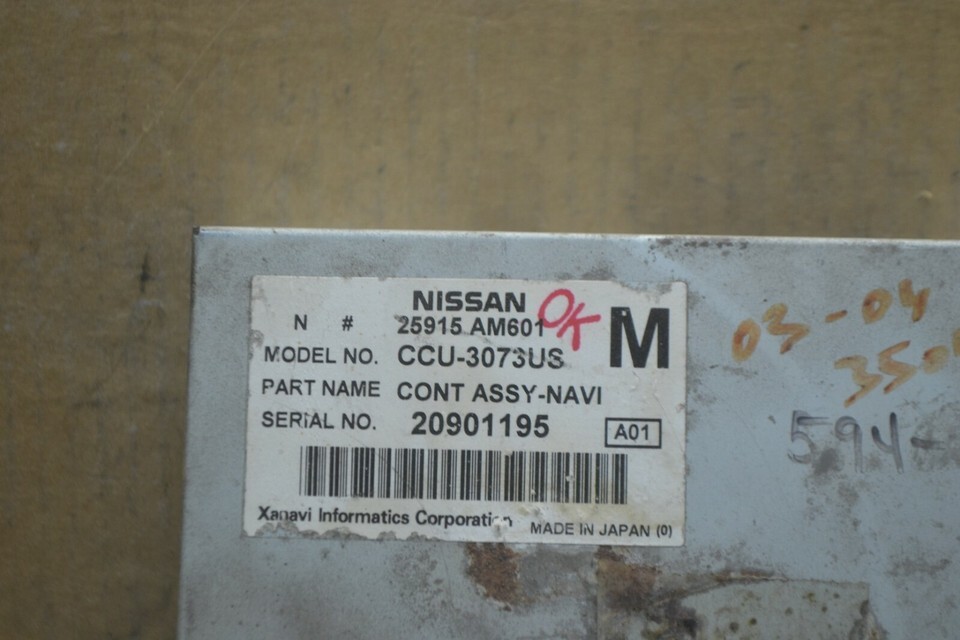 NISSAN OK M
N # 25915 AM601
MODEL NO. CCU-3073US
PART NAME CONT ASSY-NAVI
SERIAL NO. 20901195
A01
Xanavi Informatics Corporation MADE IN JAPAN (0)
03-04
350
594-